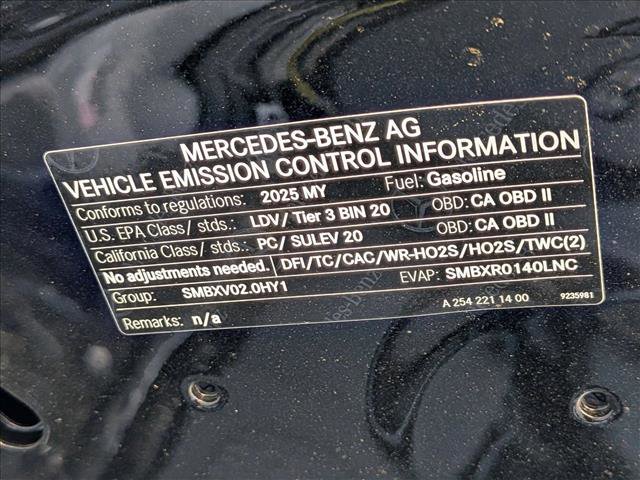 MERCEDES-BENZ AG
VEHICLE EMISSION CONTROL INFORMATION
Conforms to regulations: 2025 MY Fuel: Gasoline
U.S. EPA Class/ stds.: LDV/ Tier 3 BIN 20 OBD: CA OBD II
California Class/ stds.: PC/ SULEV 20 OBD: CA OBD II
No adjustments needed. DFI/TC/CAC/WR-HO2S/HO2S/TWC(2)
Group: SMBXV02.0HY1 EVAP: SMBXR0140LNC
A 254 221 14 00 9235981
Remarks: n/a